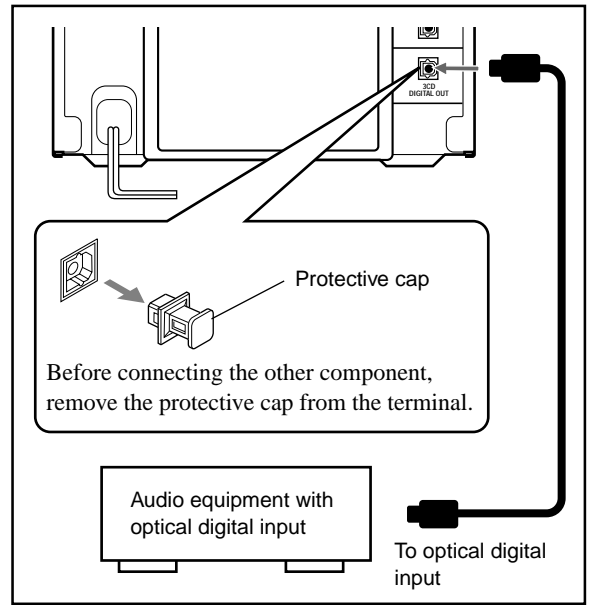 3CD
DIGITAL OUT
Protective cap
Before connecting the other component,
remove the protective cap from the terminal.
Audio equipment with
optical digital input
To optical digital
input